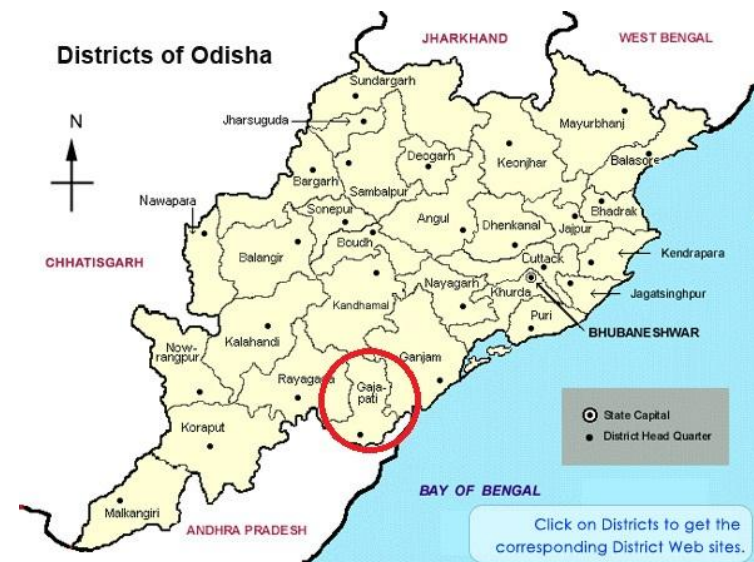 Districts of Odisha
JHARKHAND
WEST BENGAL
N
Sundargarh
Jharsuguda
Mayurbhanj
Deogarh
Keonjhar
Balasore
Bargarh
Sambalpur
Nawapara
Sonepur
Angul
Dhenkanal
Bhadrak
Jajpur
Boudh
Balangir
Cuttack
Kendrapara
CHHATISGARH
Nayagarh
Khurda
Jagatsinghpur
Kandhamal
Puri
BHUBANESHWAR
Kalahandi
Now-
rangpur
Ganjam
Rayagada
Gaja-
pati
State Capital
District Head Quarter
Koraput
BAY OF BENGAL
Malkangiri
ANDHRA PRADESH
Click on Districts to get the
corresponding District Web sites.